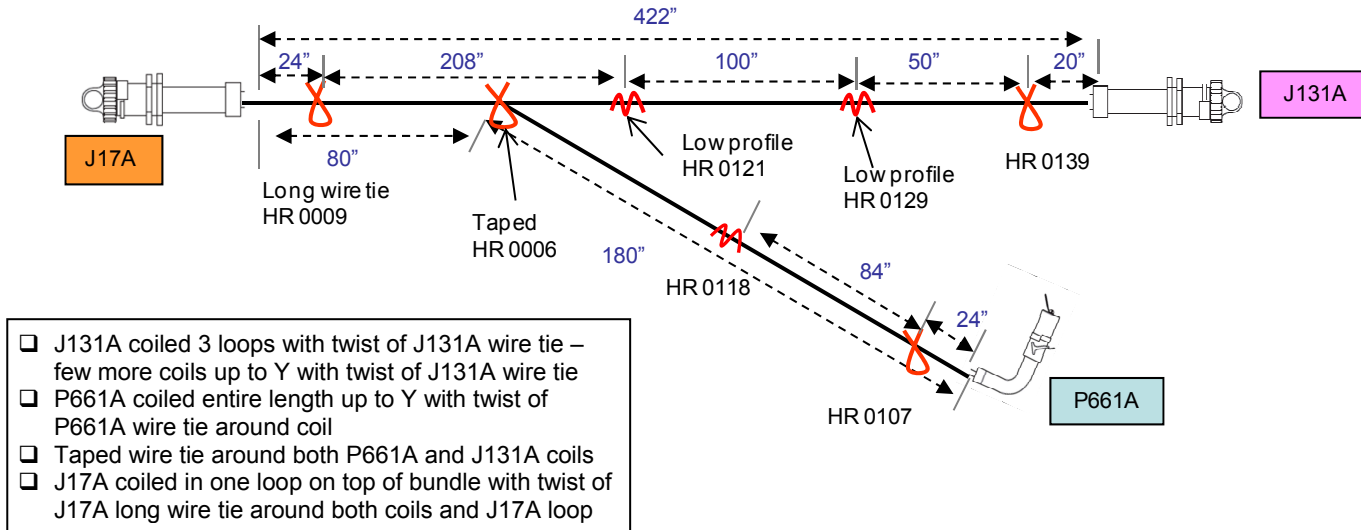 422”
24”
208”
100”
50”
20”
J131A
J17A
80”
Long wire tie
HR 0009
Taped
HR 0006
Low profile
HR 0121
Low profile
HR 0129
HR 0139
180”
HR 0118
84”
24”
HR 0107
P661A
❑ J131A coiled 3 loops with twist of J131A wire tie –
few more coils up to Y with twist of J131A wire tie
❑ P661A coiled entire length up to Y with twist of
P661A wire tie around coil
❑ Taped wire tie around both P661A and J131A coils
❑ J17A coiled in one loop on top of bundle with twist of
J17A long wire tie around both coils and J17A loop